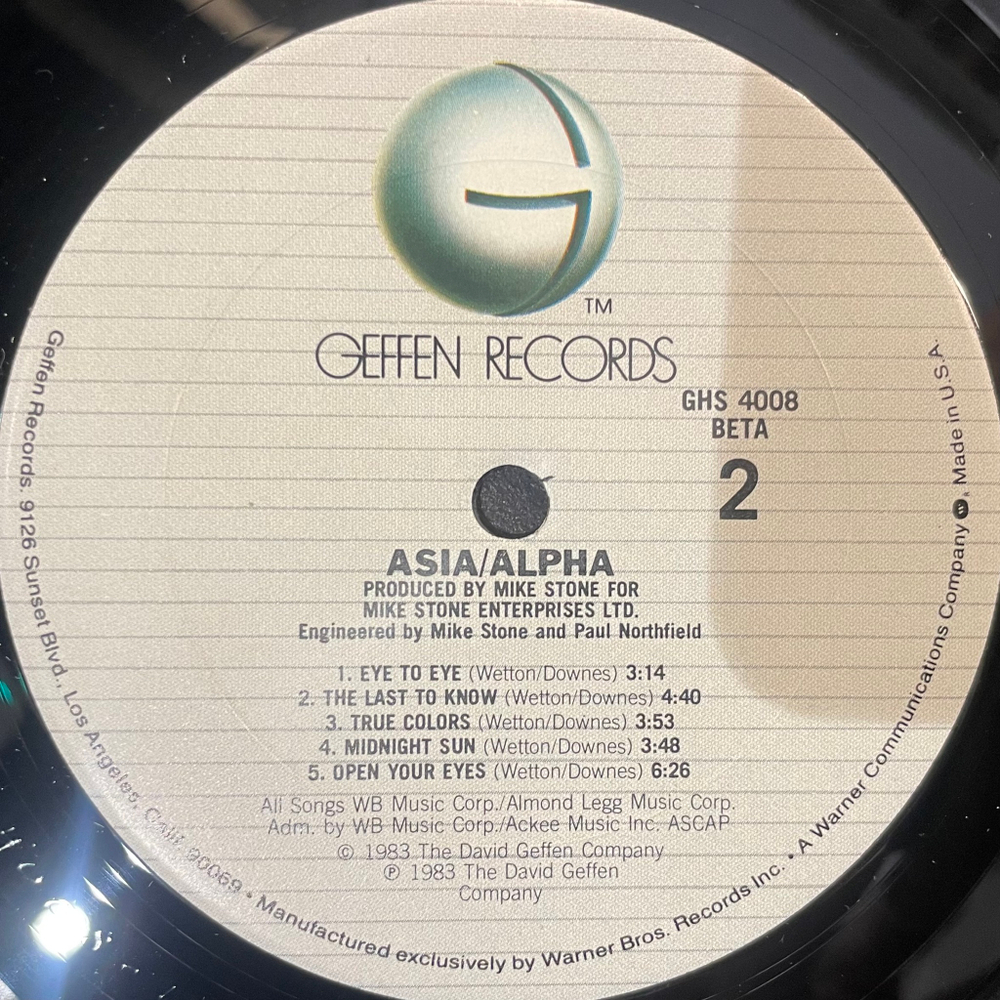 TM
GEFFEN RECORDS
GHS 4008
BETA
2
ASIA/ALPHA
PRODUCED BY MIKE STONE FOR
MIKE STONE ENTERPRISES LTD.
Engineered by Mike Stone and Paul Northfield
1. EYE TO EYE (Wetton/Downes) 3:14
2. THE LAST TO KNOW (Wetton/Downes) 4:40
3. TRUE COLORS (Wetton/Downes) 3:53
4. MIDNIGHT SUN (Wetton/Downes) 3:48
5. OPEN YOUR EYES (Wetton/Downes) 6:26
All Songs WB Music Corp./Almond Legg Music Corp.
Adm. by WB Music Corp./Ackee Music Inc. ASCAP
© 1983 The David Geffen Company
℗ 1983 The David Geffen
Company
Geffen Records. 9126 Sunset Blvd., Los Angeles, Calif. 90069 • Manufactured exclusively by Warner Bros. Records Inc. • A Warner Communications Company. Made in U.S.A.